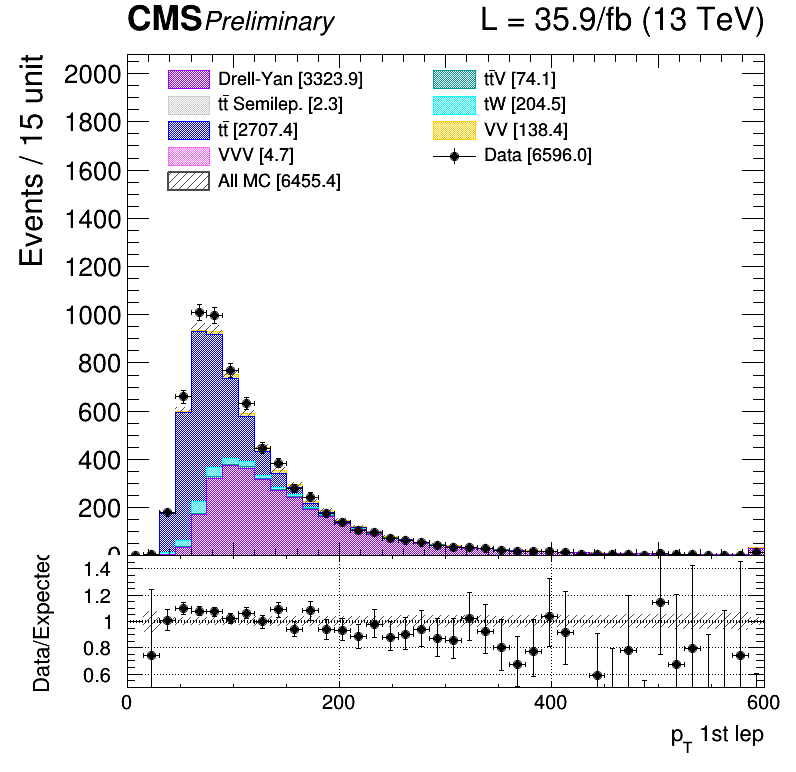 CMS Preliminary L = 35.9/fb (13 TeV)
Events / 15 unit
2000
1800
1600
1400
1200
1000
800
600
400
200
0
Drell-Yan [3323.9]
tt̄ Semilep. [2.3]
tt̄ [2707.4]
VVV [4.7]
All MC [6455.4]
tt̄V [74.1]
tW [204.5]
VV [138.4]
Data [6596.0]
Data/Expected
1.4
1.2
1
0.8
0.6
0 200 400 600
p_T 1st lep